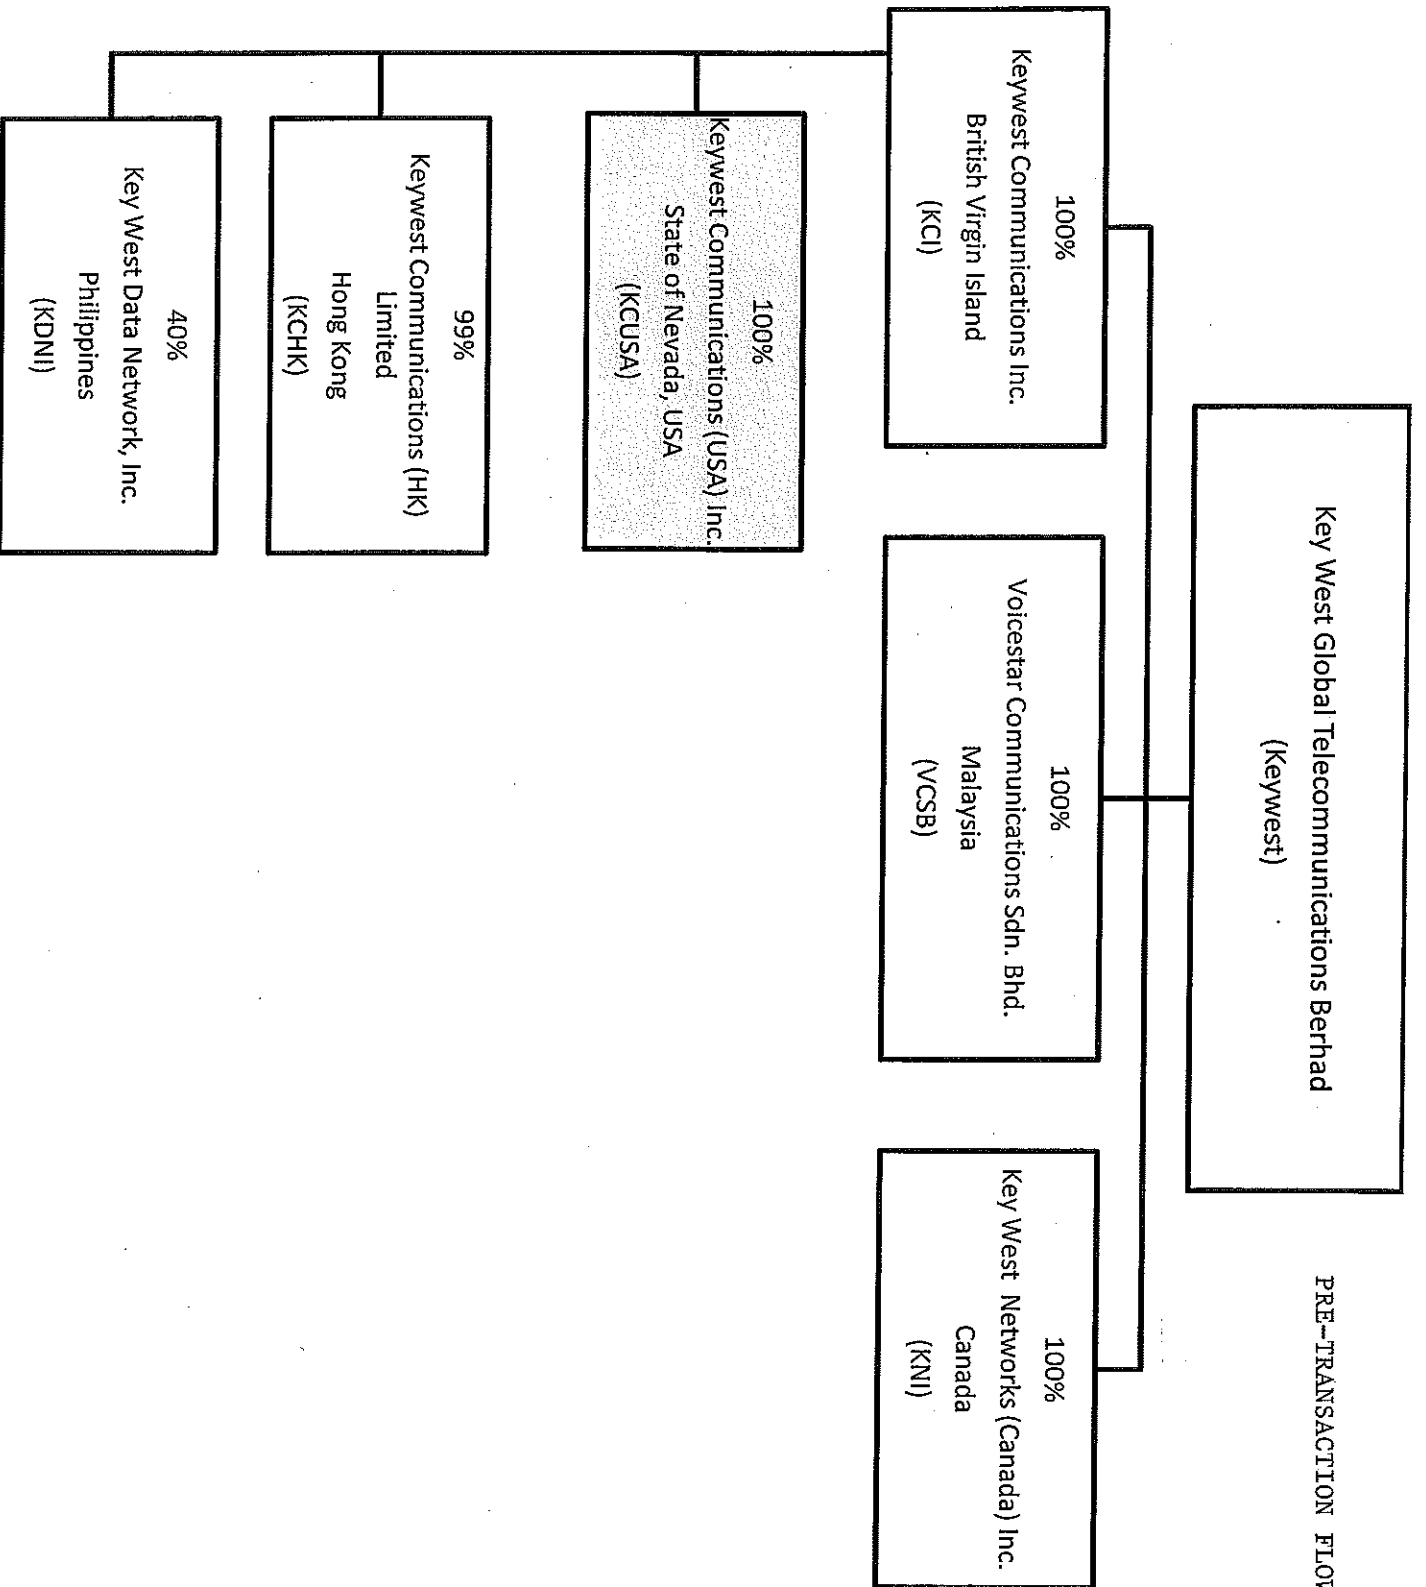 PRE-TRANSACTION FLOW
Key West Global Telecommunications Berhad
(Keywest)
100%
Keywest Communications Inc.
British Virgin Island
(KCI)
100%
Voicestar Communications Sdn. Bhd.
Malaysia
(VCSB)
100%
Key West Networks (Canada) Inc.
Canada
(KNI)
100%
Keywest Communications (USA) Inc.
State of Nevada, USA
(KCUSA)
99%
Keywest Communications (HK)
Limited
Hong Kong
(KCHK)
40%
Key West Data Network, Inc.
Philippines
(KDNI)